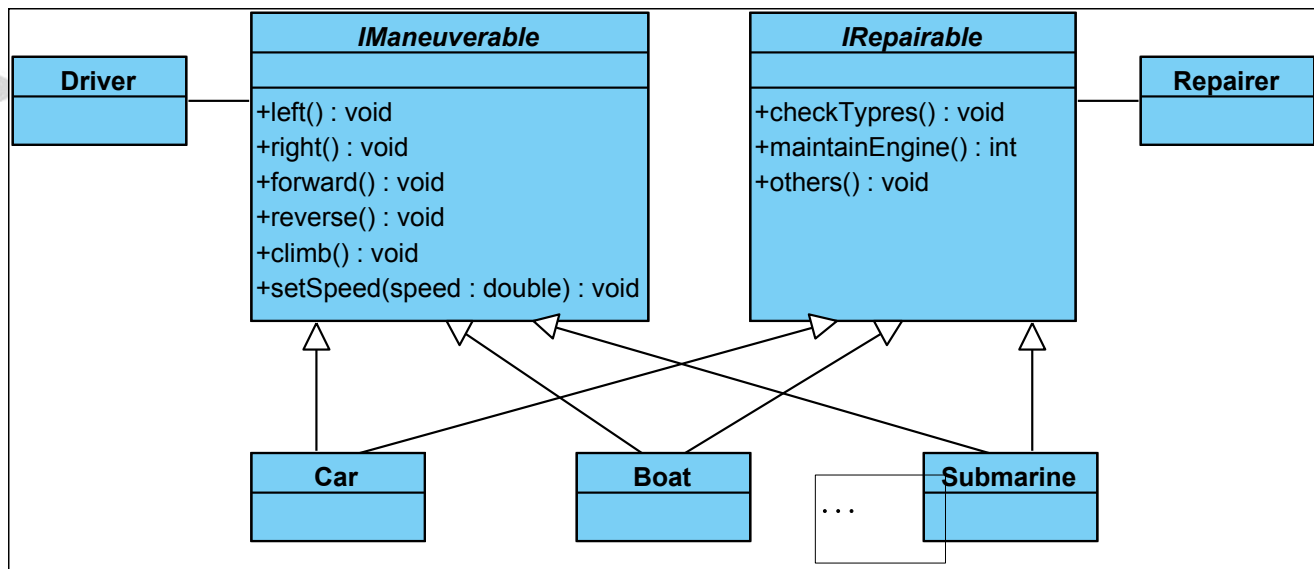 IManeuverable
IRepairable
Driver
Repairer
+left() : void
+right() : void
+forward() : void
+reverse() : void
+climb() : void
+setSpeed(speed : double) : void
+checkTypres() : void
+maintainEngine() : int
+others() : void
Car
Boat
...
Submarine